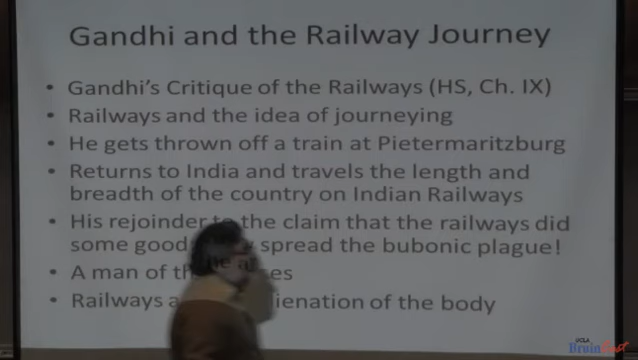 Gandhi and the Railway Journey
• Gandhi's Critique of the Railways (HS, Ch. IX)
• Railways and the idea of journeying
• He gets thrown off a train at Pietermaritzburg
• Returns to India and travels the length and
breadth of the country on Indian Railways
• His rejoinder to the claim that the railways did
some good spread the bubonic plague!
• A man of
• Railways alienation of the body
UCLA